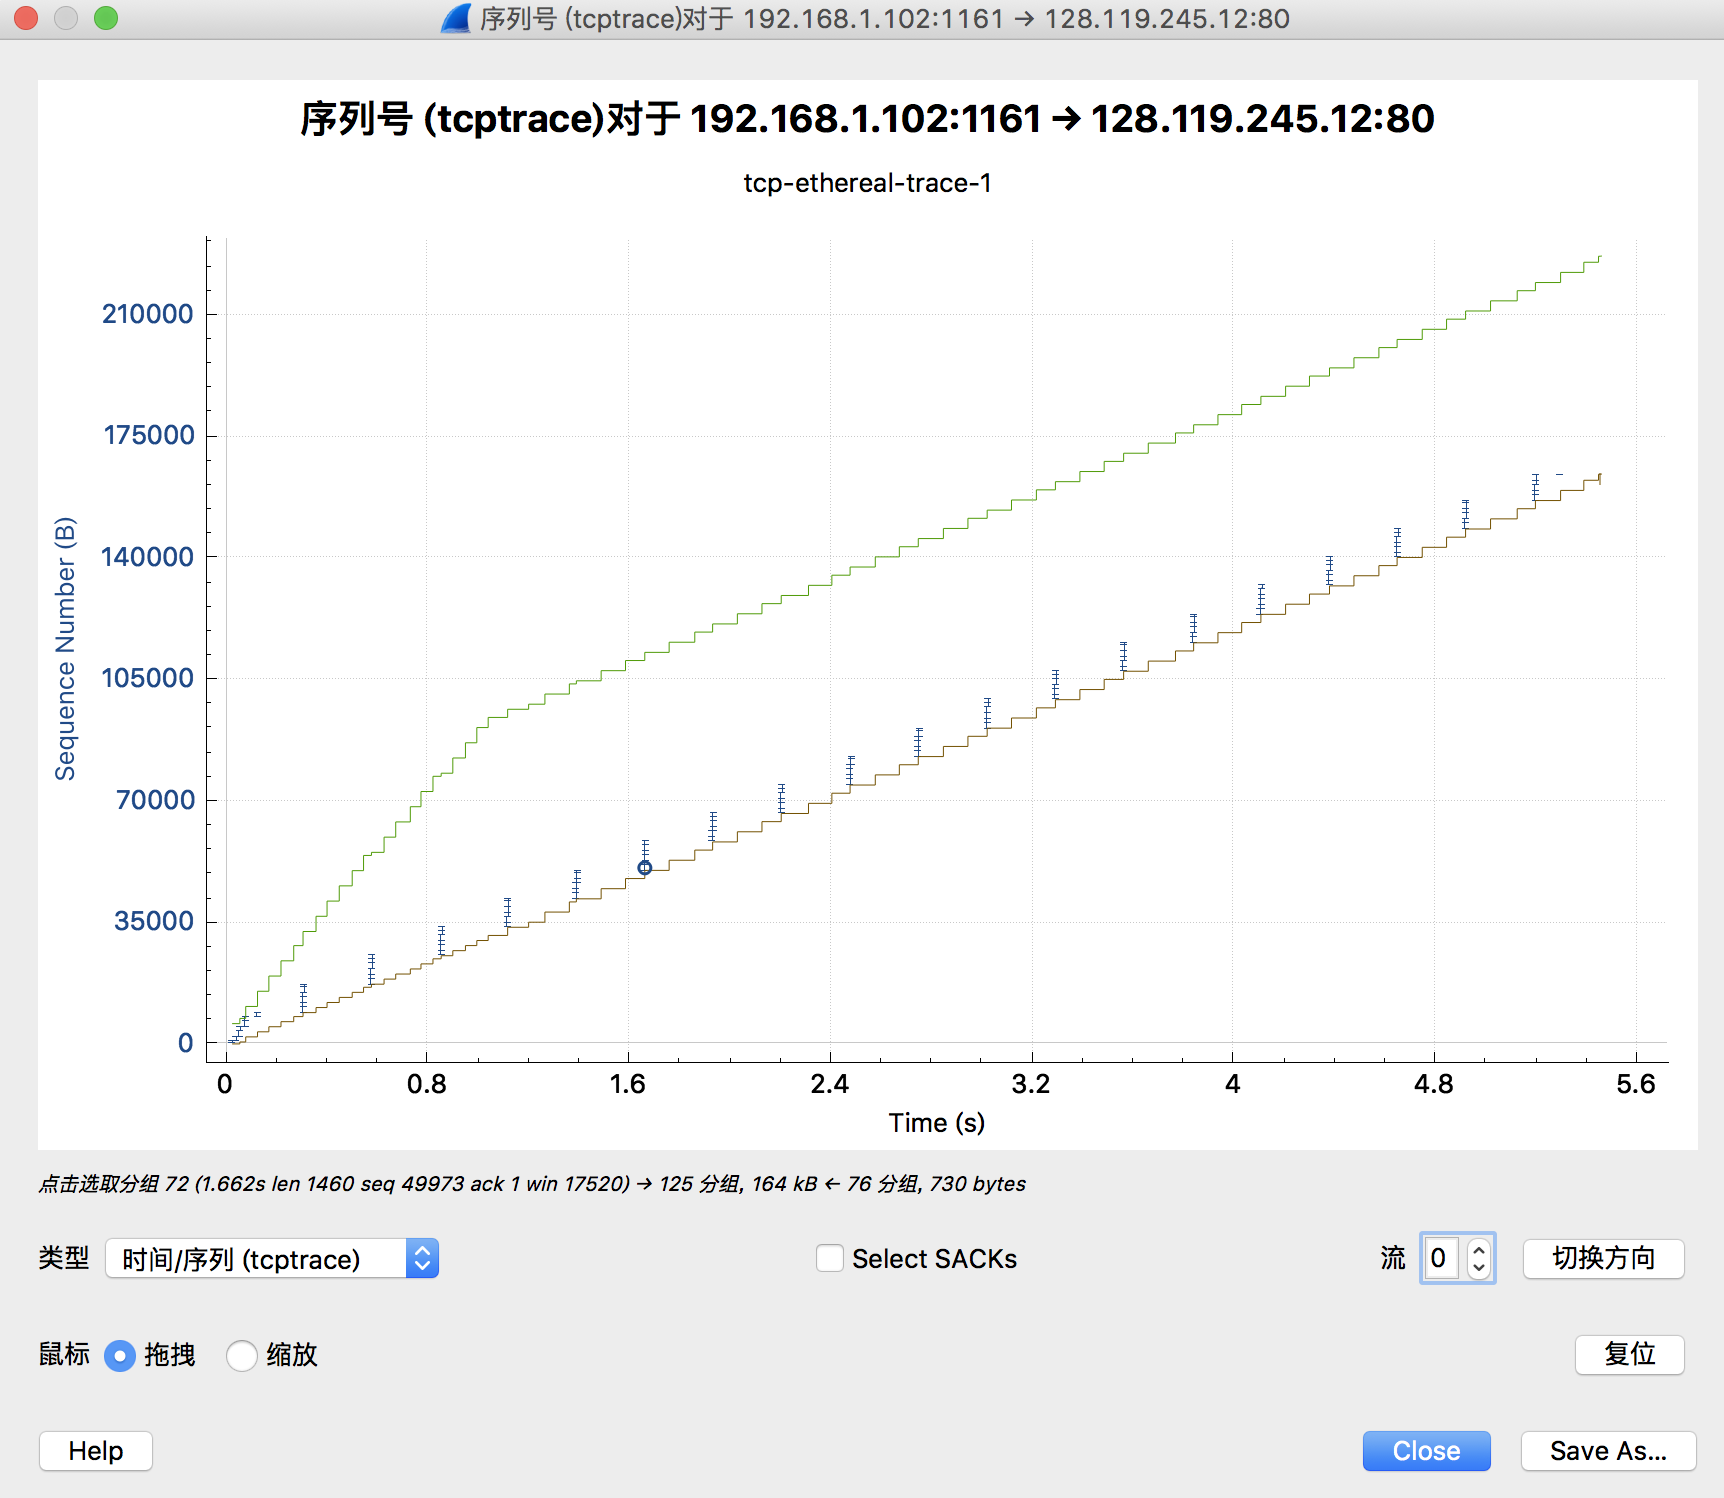 序列号 (tcptrace)对于 192.168.1.102:1161 → 128.119.245.12:80
序列号 (tcptrace)对于 192.168.1.102:1161 → 128.119.245.12:80
tcp-ethereal-trace-1
Sequence Number (B)
210000
175000
140000
105000
70000
35000
0
0 0.8 1.6 2.4 3.2 4 4.8 5.6
Time (s)
点击选取分组 72 (1.662s len 1460 seq 49973 ack 1 win 17520) → 125 分组, 164 kB ← 76 分组, 730 bytes
类型 时间/序列 (tcptrace) Select SACKs 流 0 切换方向
鼠标 拖拽 缩放 复位
Help Close Save As...